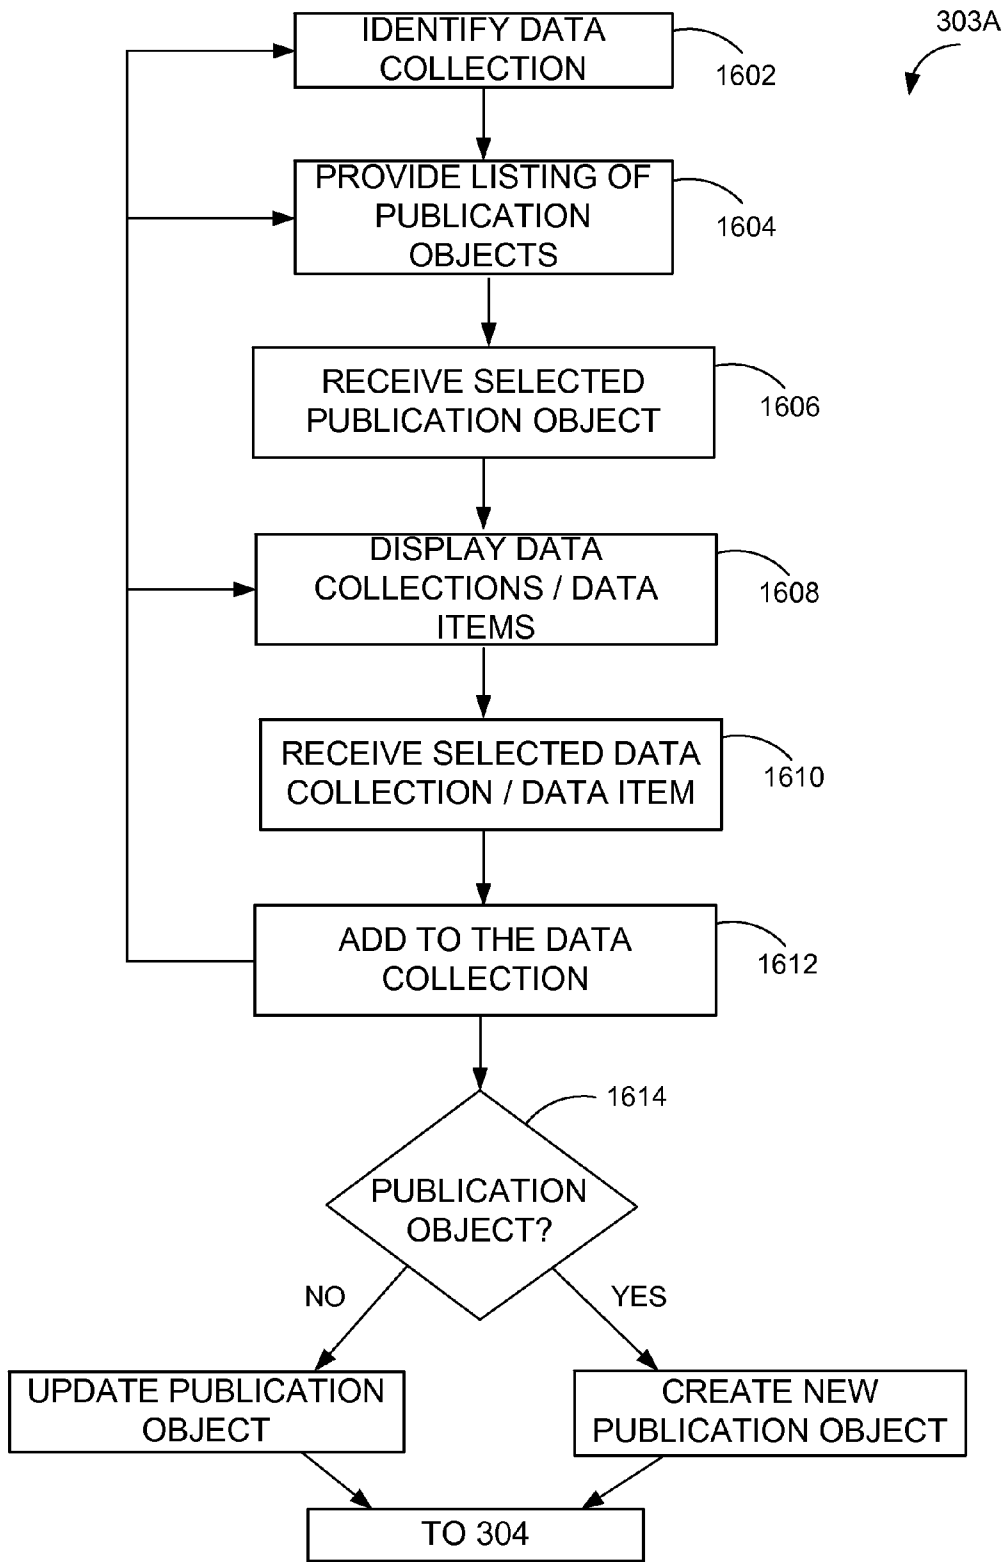 303A
IDENTIFY DATA
COLLECTION
1602
PROVIDE LISTING OF
PUBLICATION
OBJECTS
1604
RECEIVE SELECTED
PUBLICATION OBJECT
1606
DISPLAY DATA
COLLECTIONS / DATA
ITEMS
1608
RECEIVE SELECTED DATA
COLLECTION / DATA ITEM
1610
ADD TO THE DATA
COLLECTION
1612
1614
PUBLICATION
OBJECT?
NO
YES
UPDATE PUBLICATION
OBJECT
CREATE NEW
PUBLICATION OBJECT
TO 304